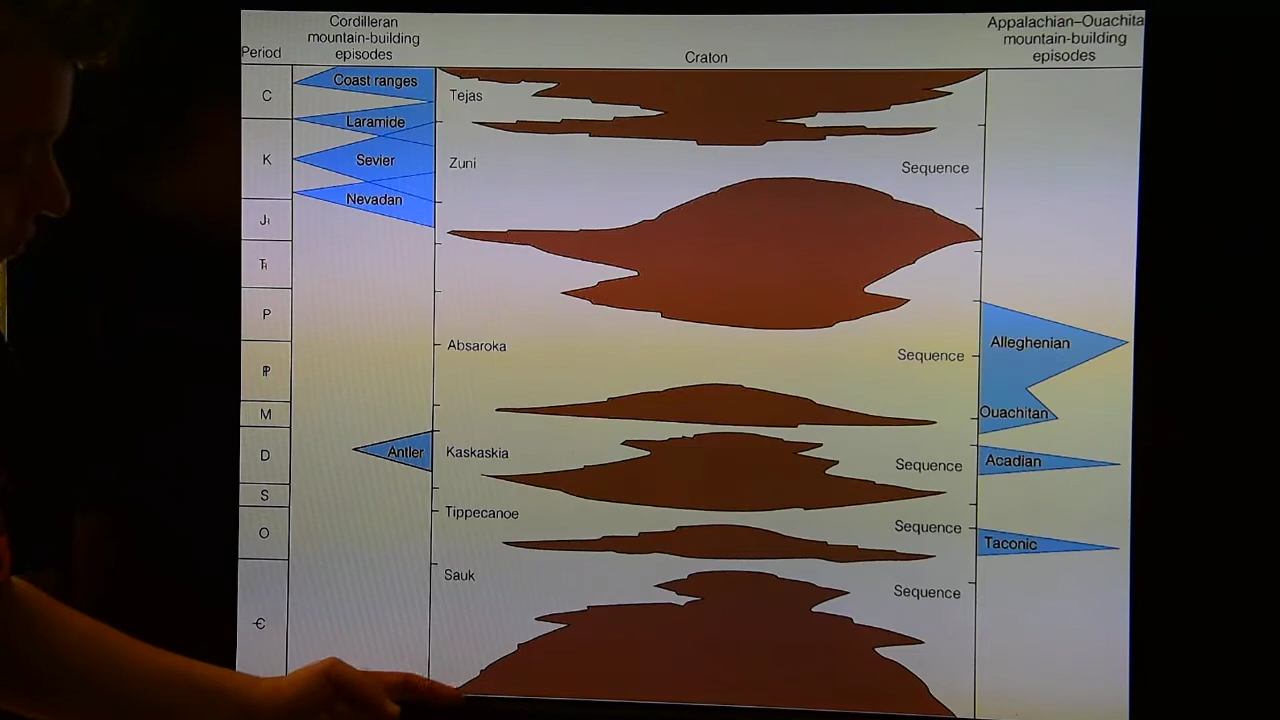 Period
Cordilleran
mountain-building
episodes
Craton
Appalachian–Ouachita
mountain-building
episodes
C
K
J
Ƭ
P
ⅈP
M
D
S
O
Є
Coast ranges
Laramide
Sevier
Nevadan
Antler
Tejas
Zuni
Sequence
Absaroka
Sequence
Kaskaskia
Sequence
Tippecanoe
Sequence
Sauk
Sequence
Alleghenian
Ouachitan
Acadian
Taconic